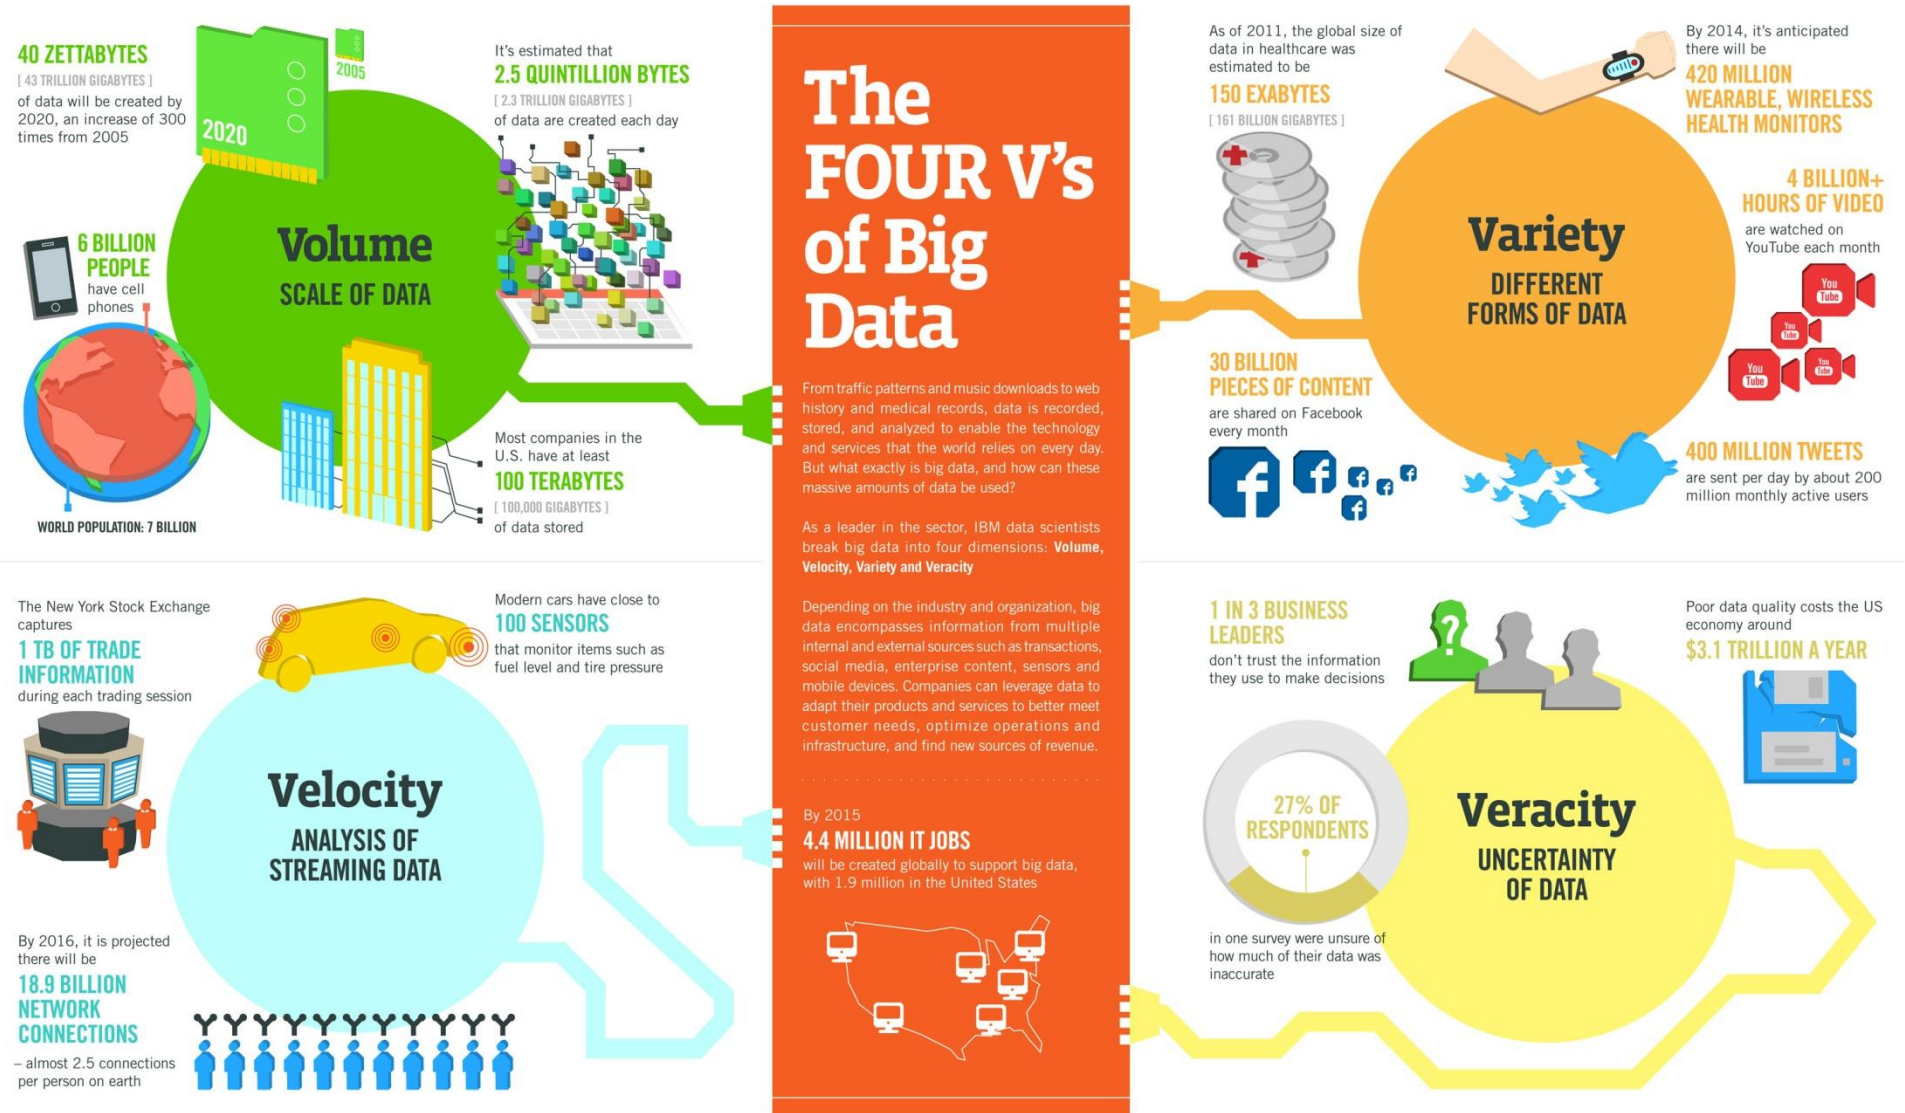 40 ZETTABYTES
[ 43 TRILLION GIGABYTES ]
of data will be created by
2020, an increase of 300
times from 2005
2020
2005
It's estimated that
2.5 QUINTILLION BYTES
[ 2.3 TRILLION GIGABYTES ]
of data are created each day
6 BILLION
PEOPLE
have cell
phones
WORLD POPULATION: 7 BILLION
Volume
SCALE OF DATA
Most companies in the
U.S. have at least
100 TERABYTES
[ 100,000 GIGABYTES ]
of data stored
The New York Stock Exchange
captures
1 TB OF TRADE
INFORMATION
during each trading session
Modern cars have close to
100 SENSORS
that monitor items such as
fuel level and tire pressure
Velocity
ANALYSIS OF
STREAMING DATA
By 2016, it is projected
there will be
18.9 BILLION
NETWORK
CONNECTIONS
– almost 2.5 connections
per person on earth
The
FOUR V's
of Big
Data
From traffic patterns and music downloads to web
history and medical records, data is recorded,
stored, and analyzed to enable the technology
and services that the world relies on every day.
But what exactly is big data, and how can these
massive amounts of data be used?
As a leader in the sector, IBM data scientists
break big data into four dimensions: Volume,
Velocity, Variety and Veracity
Depending on the industry and organization, big
data encompasses information from multiple
internal and external sources such as transactions,
social media, enterprise content, sensors and
mobile devices. Companies can leverage data to
adapt their products and services to better meet
customer needs, optimize operations and
infrastructure, and find new sources of revenue.
By 2015
4.4 MILLION IT JOBS
will be created globally to support big data,
with 1.9 million in the United States
As of 2011, the global size of
data in healthcare was
estimated to be
150 EXABYTES
[ 161 BILLION GIGABYTES ]
By 2014, it's anticipated
there will be
420 MILLION
WEARABLE, WIRELESS
HEALTH MONITORS
4 BILLION+
HOURS OF VIDEO
are watched on
YouTube each month
You
Tube
You
Tube
You
Tube
You
Tube
Variety
DIFFERENT
FORMS OF DATA
30 BILLION
PIECES OF CONTENT
are shared on Facebook
every month
f
f
f
f
f
f
400 MILLION TWEETS
are sent per day by about 200
million monthly active users
1 IN 3 BUSINESS
LEADERS
don't trust the information
they use to make decisions
?
Poor data quality costs the US
economy around
$3.1 TRILLION A YEAR
27% OF
RESPONDENTS
in one survey were unsure of
how much of their data was
inaccurate
Veracity
UNCERTAINTY
OF DATA